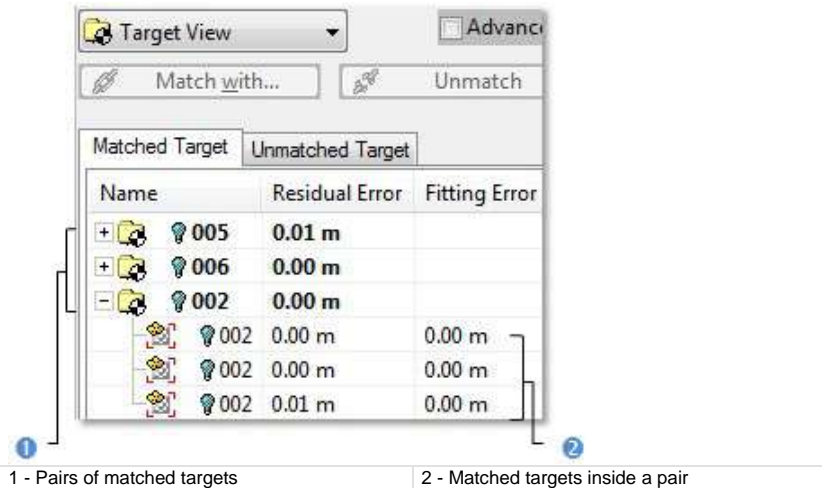 Target View
Advanc
Match with...
Unmatch
Matched Target Unmatched Target
Name Residual Error Fitting Error
005 0.01 m
006 0.00 m
002 0.00 m
002 0.00 m 0.00 m
002 0.00 m 0.00 m
002 0.01 m 0.00 m
1 2
1 - Pairs of matched targets 2 - Matched targets inside a pair